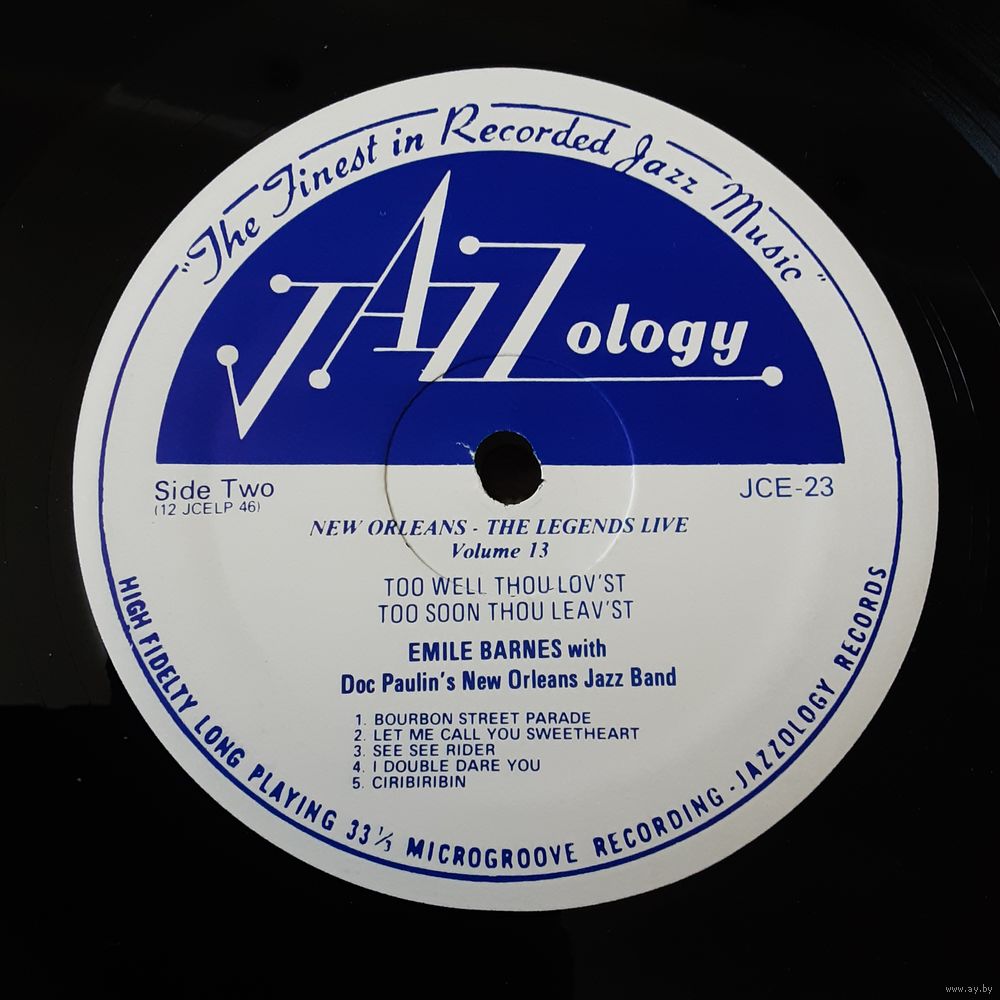 "The Finest in Recorded Jazz Music"
JAZZology
Side Two
(12 JCELP 46)
JCE-23
NEW ORLEANS - THE LEGENDS LIVE
Volume 13
TOO WELL THOU LOV'ST
TOO SOON THOU LEAV'ST
EMILE BARNES with
Doc Paulin's New Orleans Jazz Band
1. BOURBON STREET PARADE
2. LET ME CALL YOU SWEETHEART
3. SEE SEE RIDER
4. I DOUBLE DARE YOU
5. CIRIBIRIBIN
HIGH FIDELTY LONG PLAYING 33 1/3 MICROGROOVE RECORDING - JAZZOLOGY RECORDS
www.ay.by